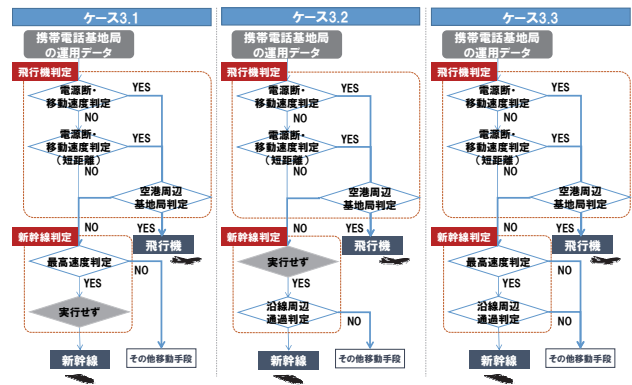 ケース3.1
携帯電話基地局
の運用データ
飛行機判定
電源断・
移動速度判定
YES
NO
電源断・
移動速度判定
(短距離)
YES
NO
空港周辺
基地局判定
NO
YES
飛行機
新幹線判定
最高速度判定
NO
YES
実行せず
新幹線
その他移動手段
ケース3.2
携帯電話基地局
の運用データ
飛行機判定
電源断・
移動速度判定
YES
NO
電源断・
移動速度判定
(短距離)
YES
NO
空港周辺
基地局判定
NO
YES
飛行機
新幹線判定
実行せず
YES
沿線周辺
通過判定
NO
新幹線
その他移動手段
ケース3.3
携帯電話基地局
の運用データ
飛行機判定
電源断・
移動速度判定
YES
NO
電源断・
移動速度判定
(短距離)
YES
NO
空港周辺
基地局判定
NO
YES
飛行機
新幹線判定
最高速度判定
NO
YES
沿線周辺
通過判定
NO
新幹線
その他移動手段